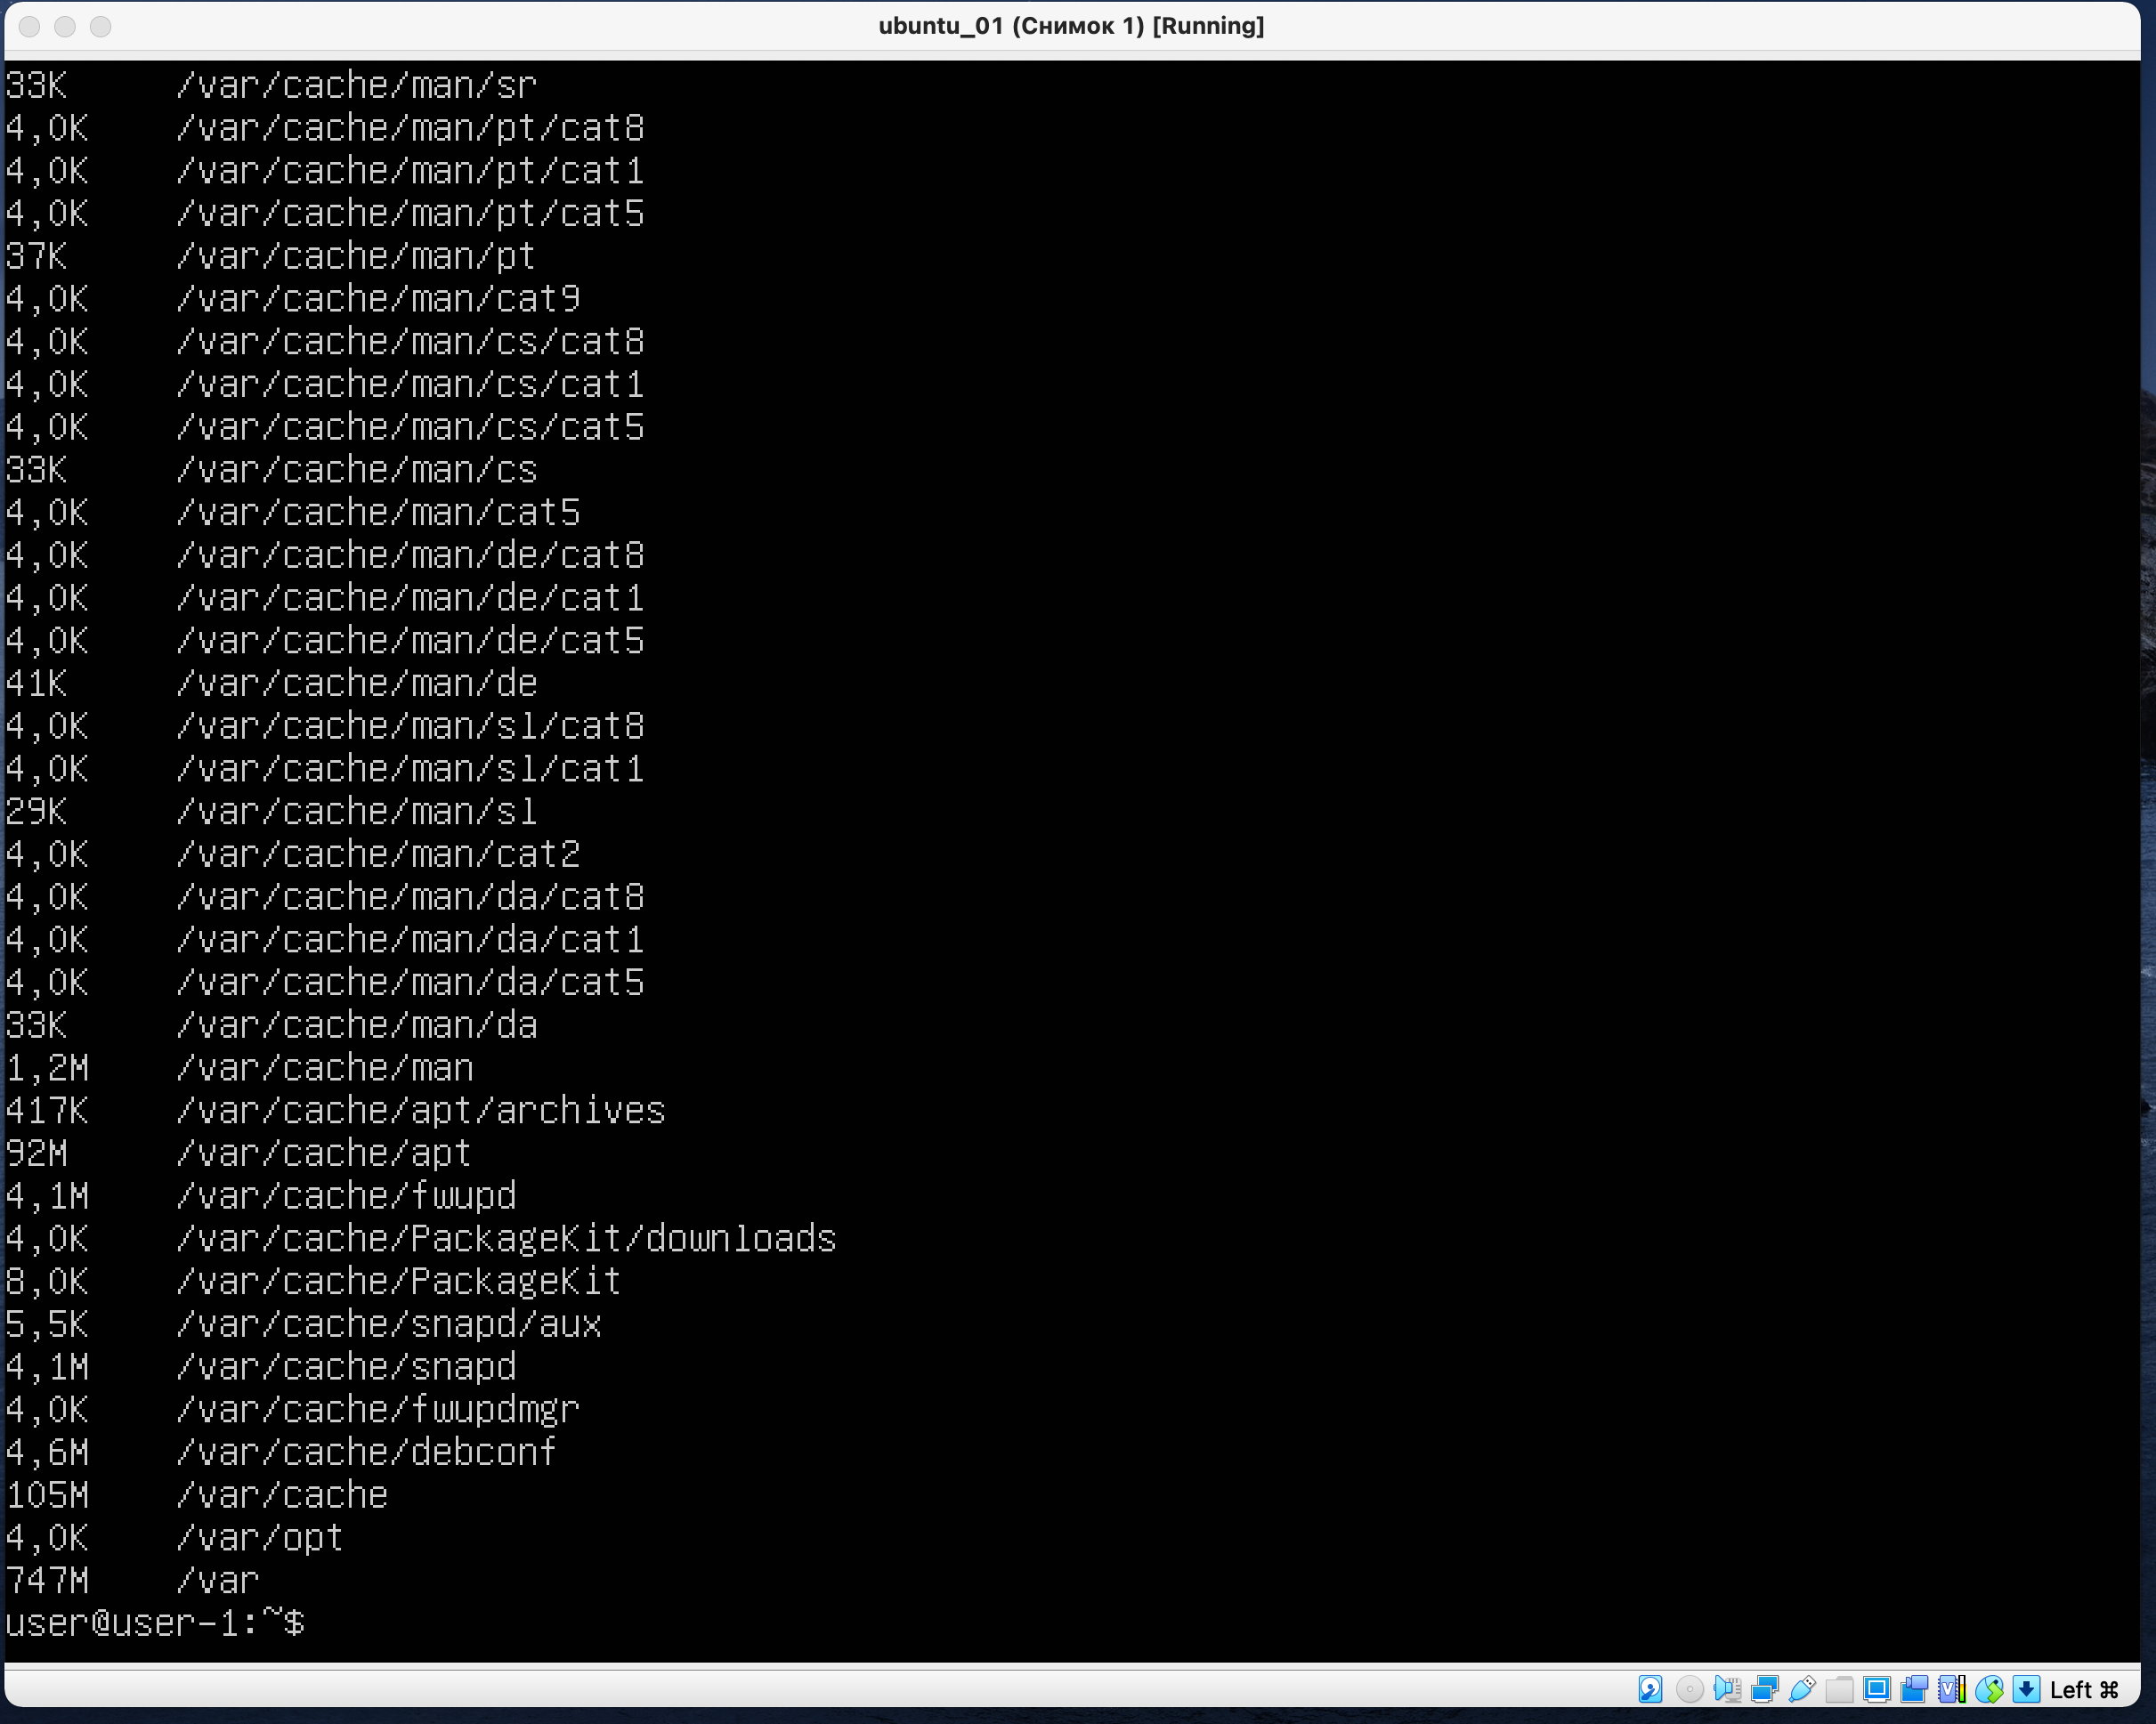 ubuntu_01 (Снимок 1) [Running]
33K /var/cache/man/sr
4,0K /var/cache/man/pt/cat8
4,0K /var/cache/man/pt/cat1
4,0K /var/cache/man/pt/cat5
37K /var/cache/man/pt
4,0K /var/cache/man/cat9
4,0K /var/cache/man/cs/cat8
4,0K /var/cache/man/cs/cat1
4,0K /var/cache/man/cs/cat5
33K /var/cache/man/cs
4,0K /var/cache/man/cat5
4,0K /var/cache/man/de/cat8
4,0K /var/cache/man/de/cat1
4,0K /var/cache/man/de/cat5
41K /var/cache/man/de
4,0K /var/cache/man/sl/cat8
4,0K /var/cache/man/sl/cat1
29K /var/cache/man/sl
4,0K /var/cache/man/cat2
4,0K /var/cache/man/da/cat8
4,0K /var/cache/man/da/cat1
4,0K /var/cache/man/da/cat5
33K /var/cache/man/da
1,2M /var/cache/man
417K /var/cache/apt/archives
92M /var/cache/apt
4,1M /var/cache/fwupd
4,0K /var/cache/PackageKit/downloads
8,0K /var/cache/PackageKit
5,5K /var/cache/snapd/aux
4,1M /var/cache/snapd
4,0K /var/cache/fwupdmgr
4,6M /var/cache/debconf
105M /var/cache
4,0K /var/opt
747M /var
user@user-1:~$
Left ⌘